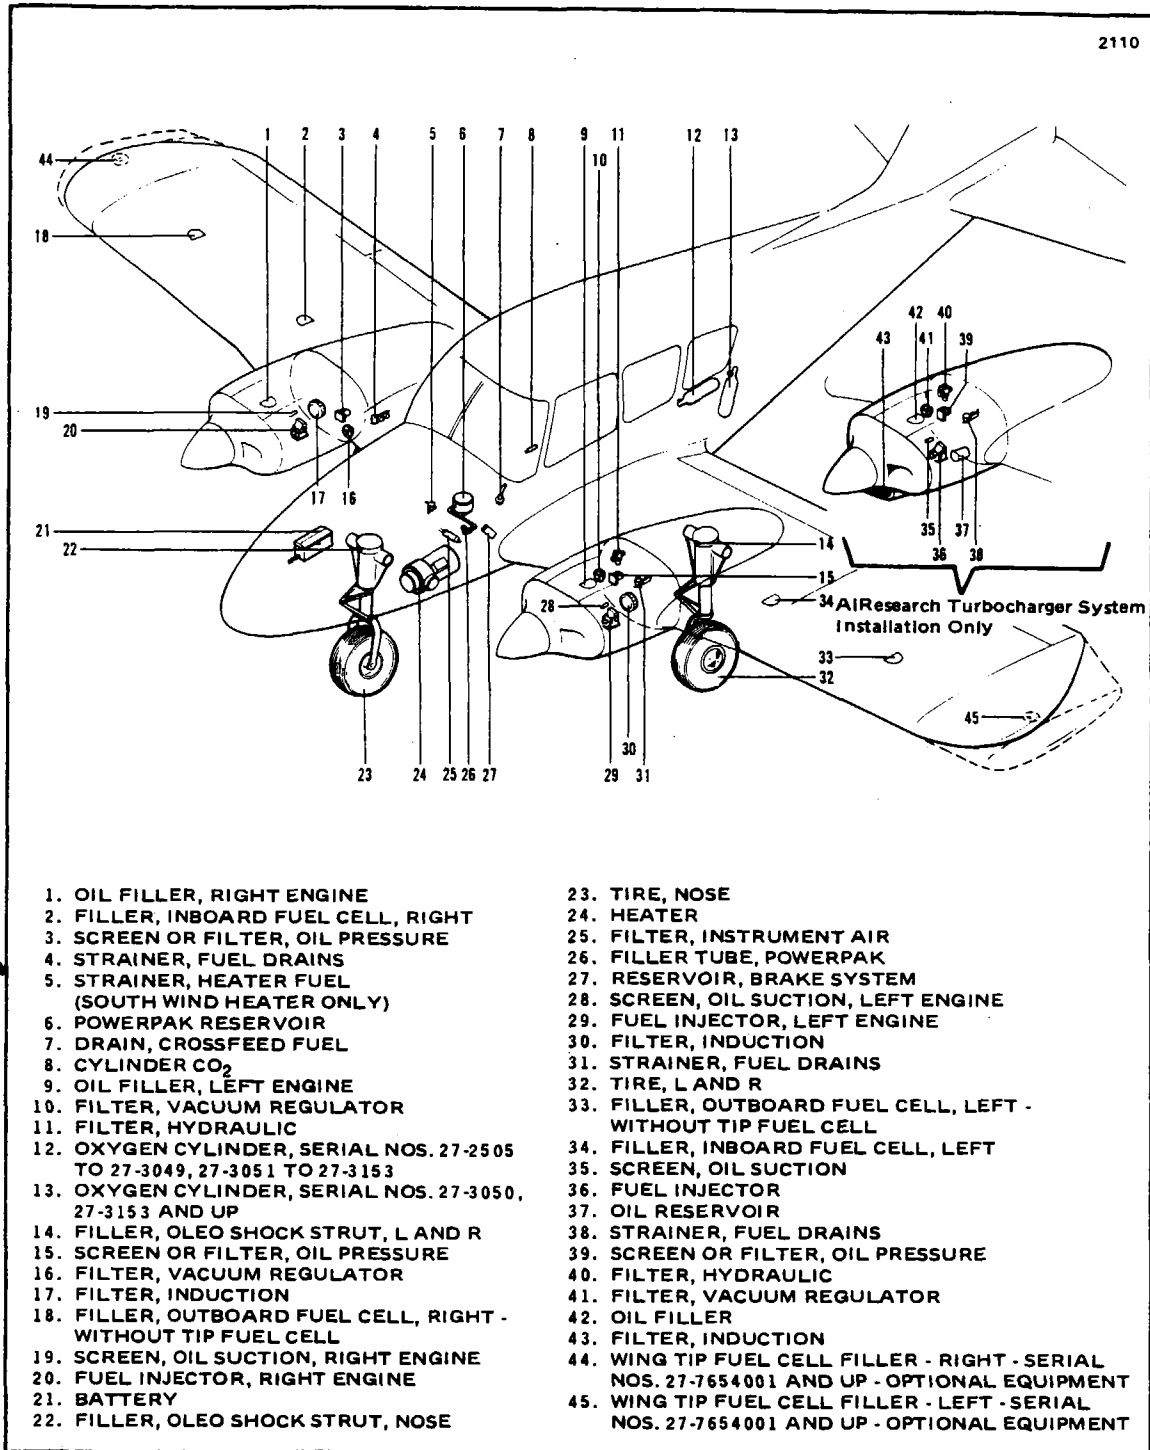 2110
1 2 3 4 5 6 7 8 9 11 12 13
10
44
18
42 40
43 41 39
19
20
17 16
21
22
35 37
36 38
14
15
28
34 AIResearch Turbocharger System
Installation Only
33
32
45
30
23 24 25 26 27 29 31
1. OIL FILLER, RIGHT ENGINE
2. FILLER, INBOARD FUEL CELL, RIGHT
3. SCREEN OR FILTER, OIL PRESSURE
4. STRAINER, FUEL DRAINS
5. STRAINER, HEATER FUEL
(SOUTH WIND HEATER ONLY)
6. POWERPAK RESERVOIR
7. DRAIN, CROSSFEED FUEL
8. CYLINDER CO2
9. OIL FILLER, LEFT ENGINE
10. FILTER, VACUUM REGULATOR
11. FILTER, HYDRAULIC
12. OXYGEN CYLINDER, SERIAL NOS. 27-2505
TO 27-3049, 27-3051 TO 27-3153
13. OXYGEN CYLINDER, SERIAL NOS. 27-3050,
27-3153 AND UP
14. FILLER, OLEO SHOCK STRUT, L AND R
15. SCREEN OR FILTER, OIL PRESSURE
16. FILTER, VACUUM REGULATOR
17. FILTER, INDUCTION
18. FILLER, OUTBOARD FUEL CELL, RIGHT -
WITHOUT TIP FUEL CELL
19. SCREEN, OIL SUCTION, RIGHT ENGINE
20. FUEL INJECTOR, RIGHT ENGINE
21. BATTERY
22. FILLER, OLEO SHOCK STRUT, NOSE
23. TIRE, NOSE
24. HEATER
25. FILTER, INSTRUMENT AIR
26. FILLER TUBE, POWERPAK
27. RESERVOIR, BRAKE SYSTEM
28. SCREEN, OIL SUCTION, LEFT ENGINE
29. FUEL INJECTOR, LEFT ENGINE
30. FILTER, INDUCTION
31. STRAINER, FUEL DRAINS
32. TIRE, L AND R
33. FILLER, OUTBOARD FUEL CELL, LEFT -
WITHOUT TIP FUEL CELL
34. FILLER, INBOARD FUEL CELL, LEFT
35. SCREEN, OIL SUCTION
36. FUEL INJECTOR
37. OIL RESERVOIR
38. STRAINER, FUEL DRAINS
39. SCREEN OR FILTER, OIL PRESSURE
40. FILTER, HYDRAULIC
41. FILTER, VACUUM REGULATOR
42. OIL FILLER
43. FILTER, INDUCTION
44. WING TIP FUEL CELL FILLER - RIGHT - SERIAL
NOS. 27-7654001 AND UP - OPTIONAL EQUIPMENT
45. WING TIP FUEL CELL FILLER - LEFT - SERIAL
NOS. 27-7654001 AND UP - OPTIONAL EQUIPMENT